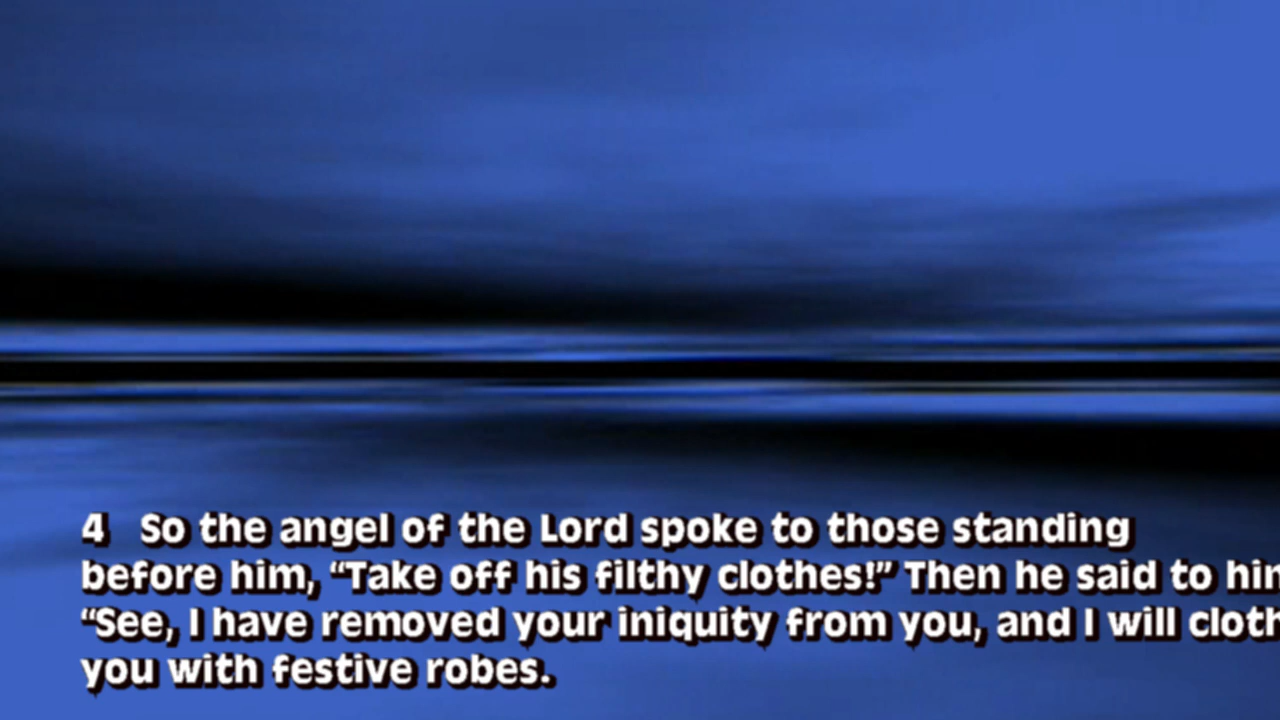 4 So the angel of the Lord spoke to those standing
before him, “Take off his filthy clothes!” Then he said to
“See, I have removed your iniquity from you, and I will
you with festive robes.